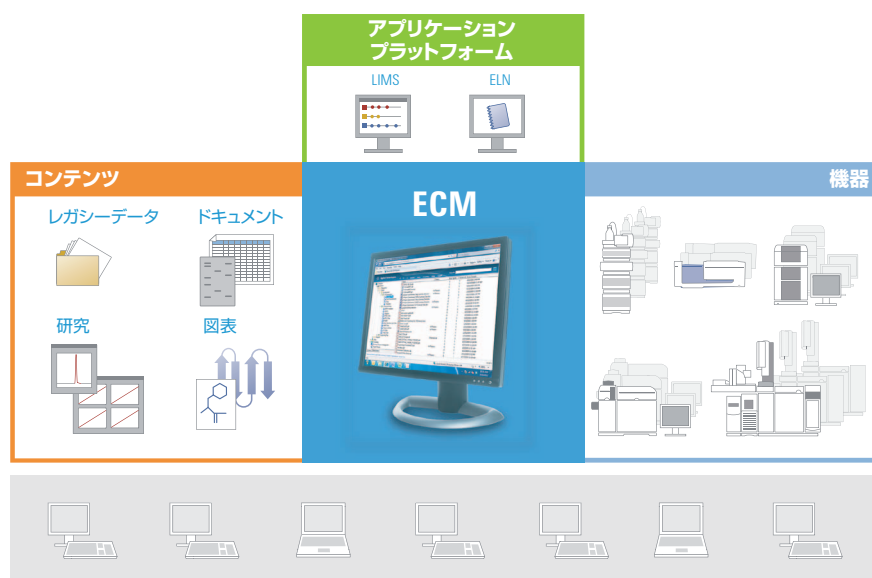 アプリケーション
プラットフォーム
LIMS
ELN
コンテンツ
ECM
機器
レガシーデータ
ドキュメント
研究
図表